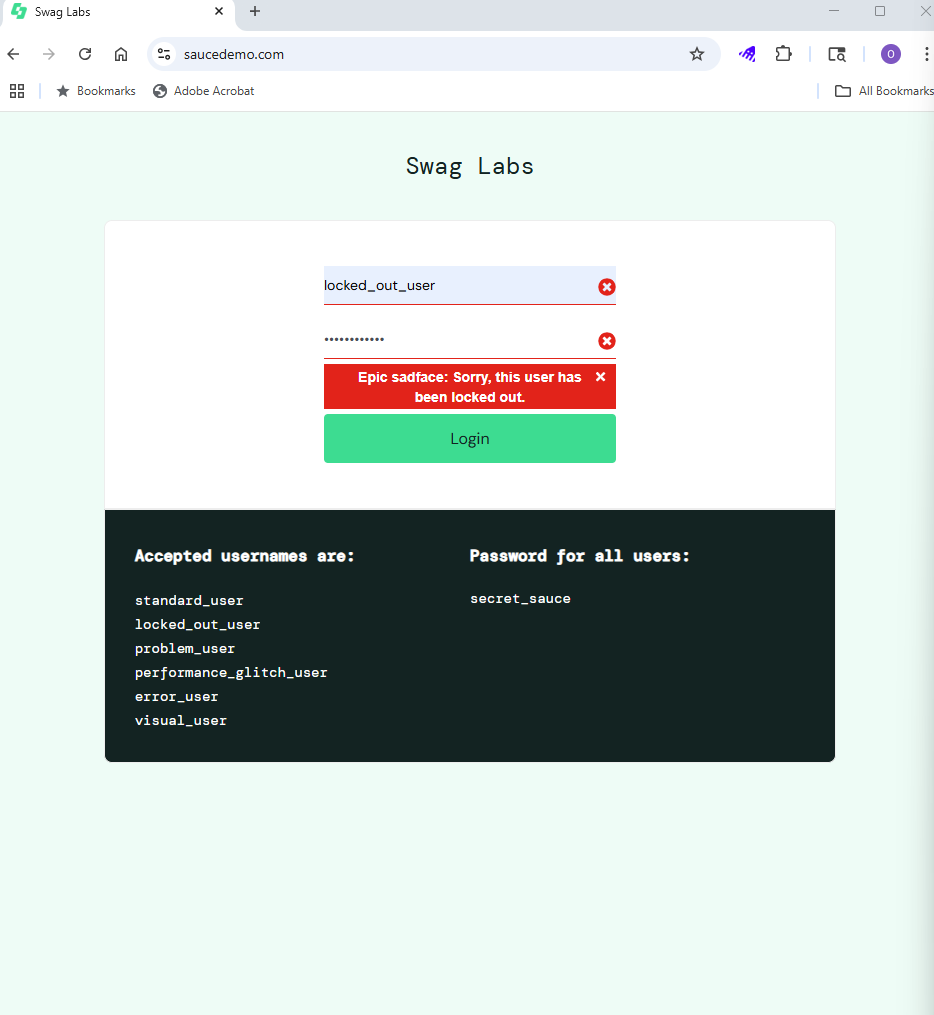 Swag Labs
saucedemo.com
O
Bookmarks
Adobe Acrobat
All Bookmarks
Swag Labs
locked_out_user
••••••••••••
Epic sadface: Sorry, this user has
been locked out.
Login
Accepted usernames are:
standard_user
locked_out_user
problem_user
performance_glitch_user
error_user
visual_user
Password for all users:
secret_sauce